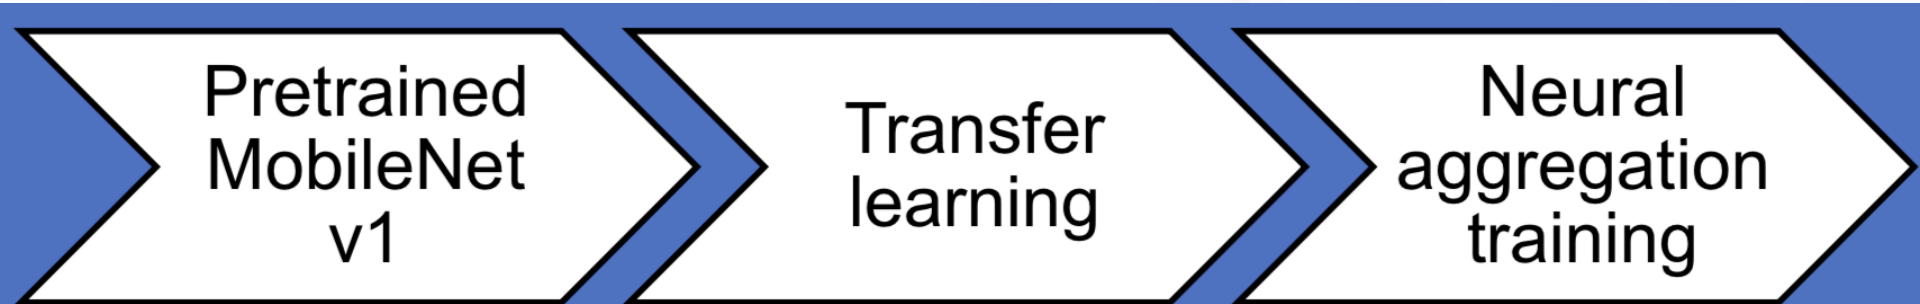 Pretrained
MobileNet
v1
Transfer
learning
Neural
aggregation
training